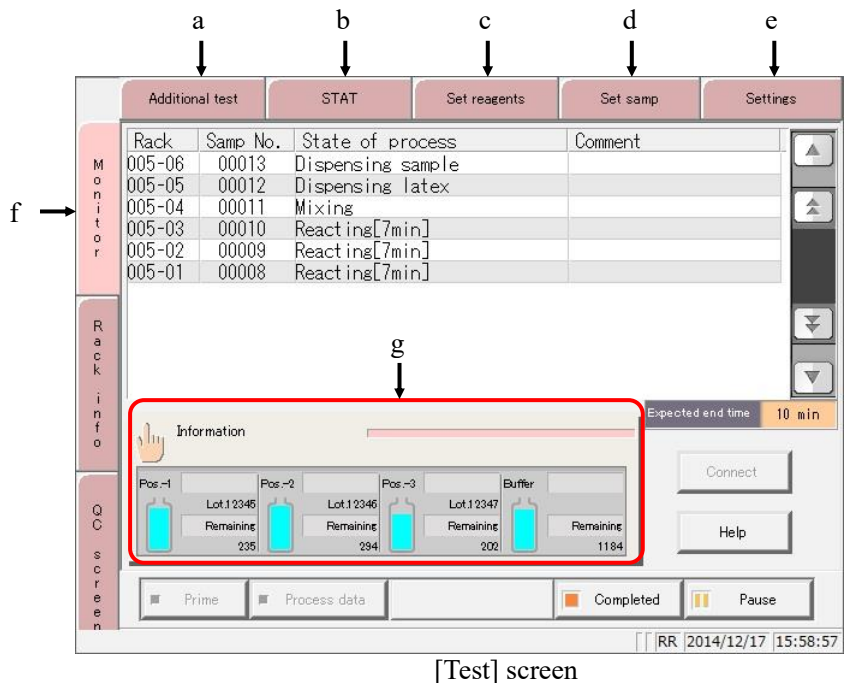 a b c d e
Additional test STAT Set reagents Set samp Settings
Rack Samp No. State of process Comment
005-06 00013 Dispensing sample
005-05 00012 Dispensing latex
005-04 00011 Mixing
005-03 00010 Reacting[7min]
005-02 00009 Reacting[7min]
005-01 00008 Reacting[7min]
f
Monitor
Rack info
QC screen
g
Expected end time 10 min
Information
Pos.-1 Pos.-2 Pos.-3 Buffer
Lot.12345 Lot.12346 Lot.12347
Remaining Remaining Remaining Remaining
235 294 202 1184
Connect
Help
Prime Process data Completed Pause
RR 2014/12/17 15:58:57
[Test] screen